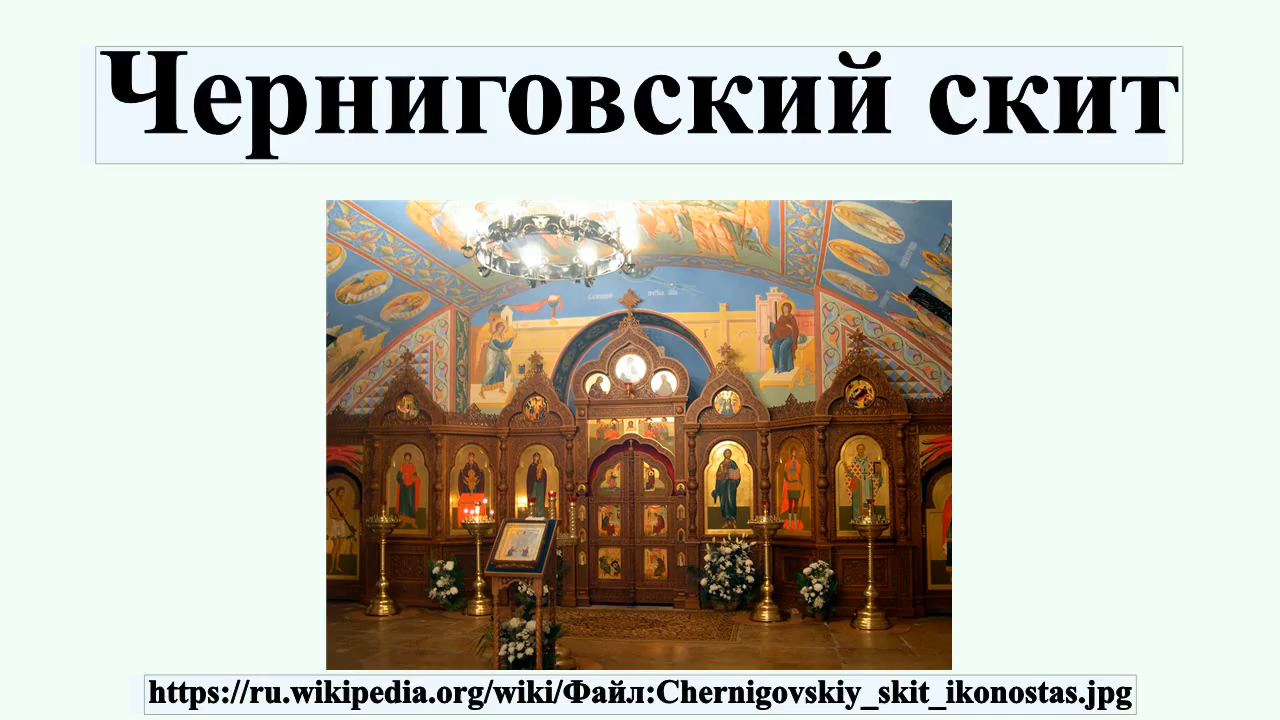 Черниговский скит
https://ru.wikipedia.org/wiki/Файл:Chernigovskiy_skit_ikonostas.jpg